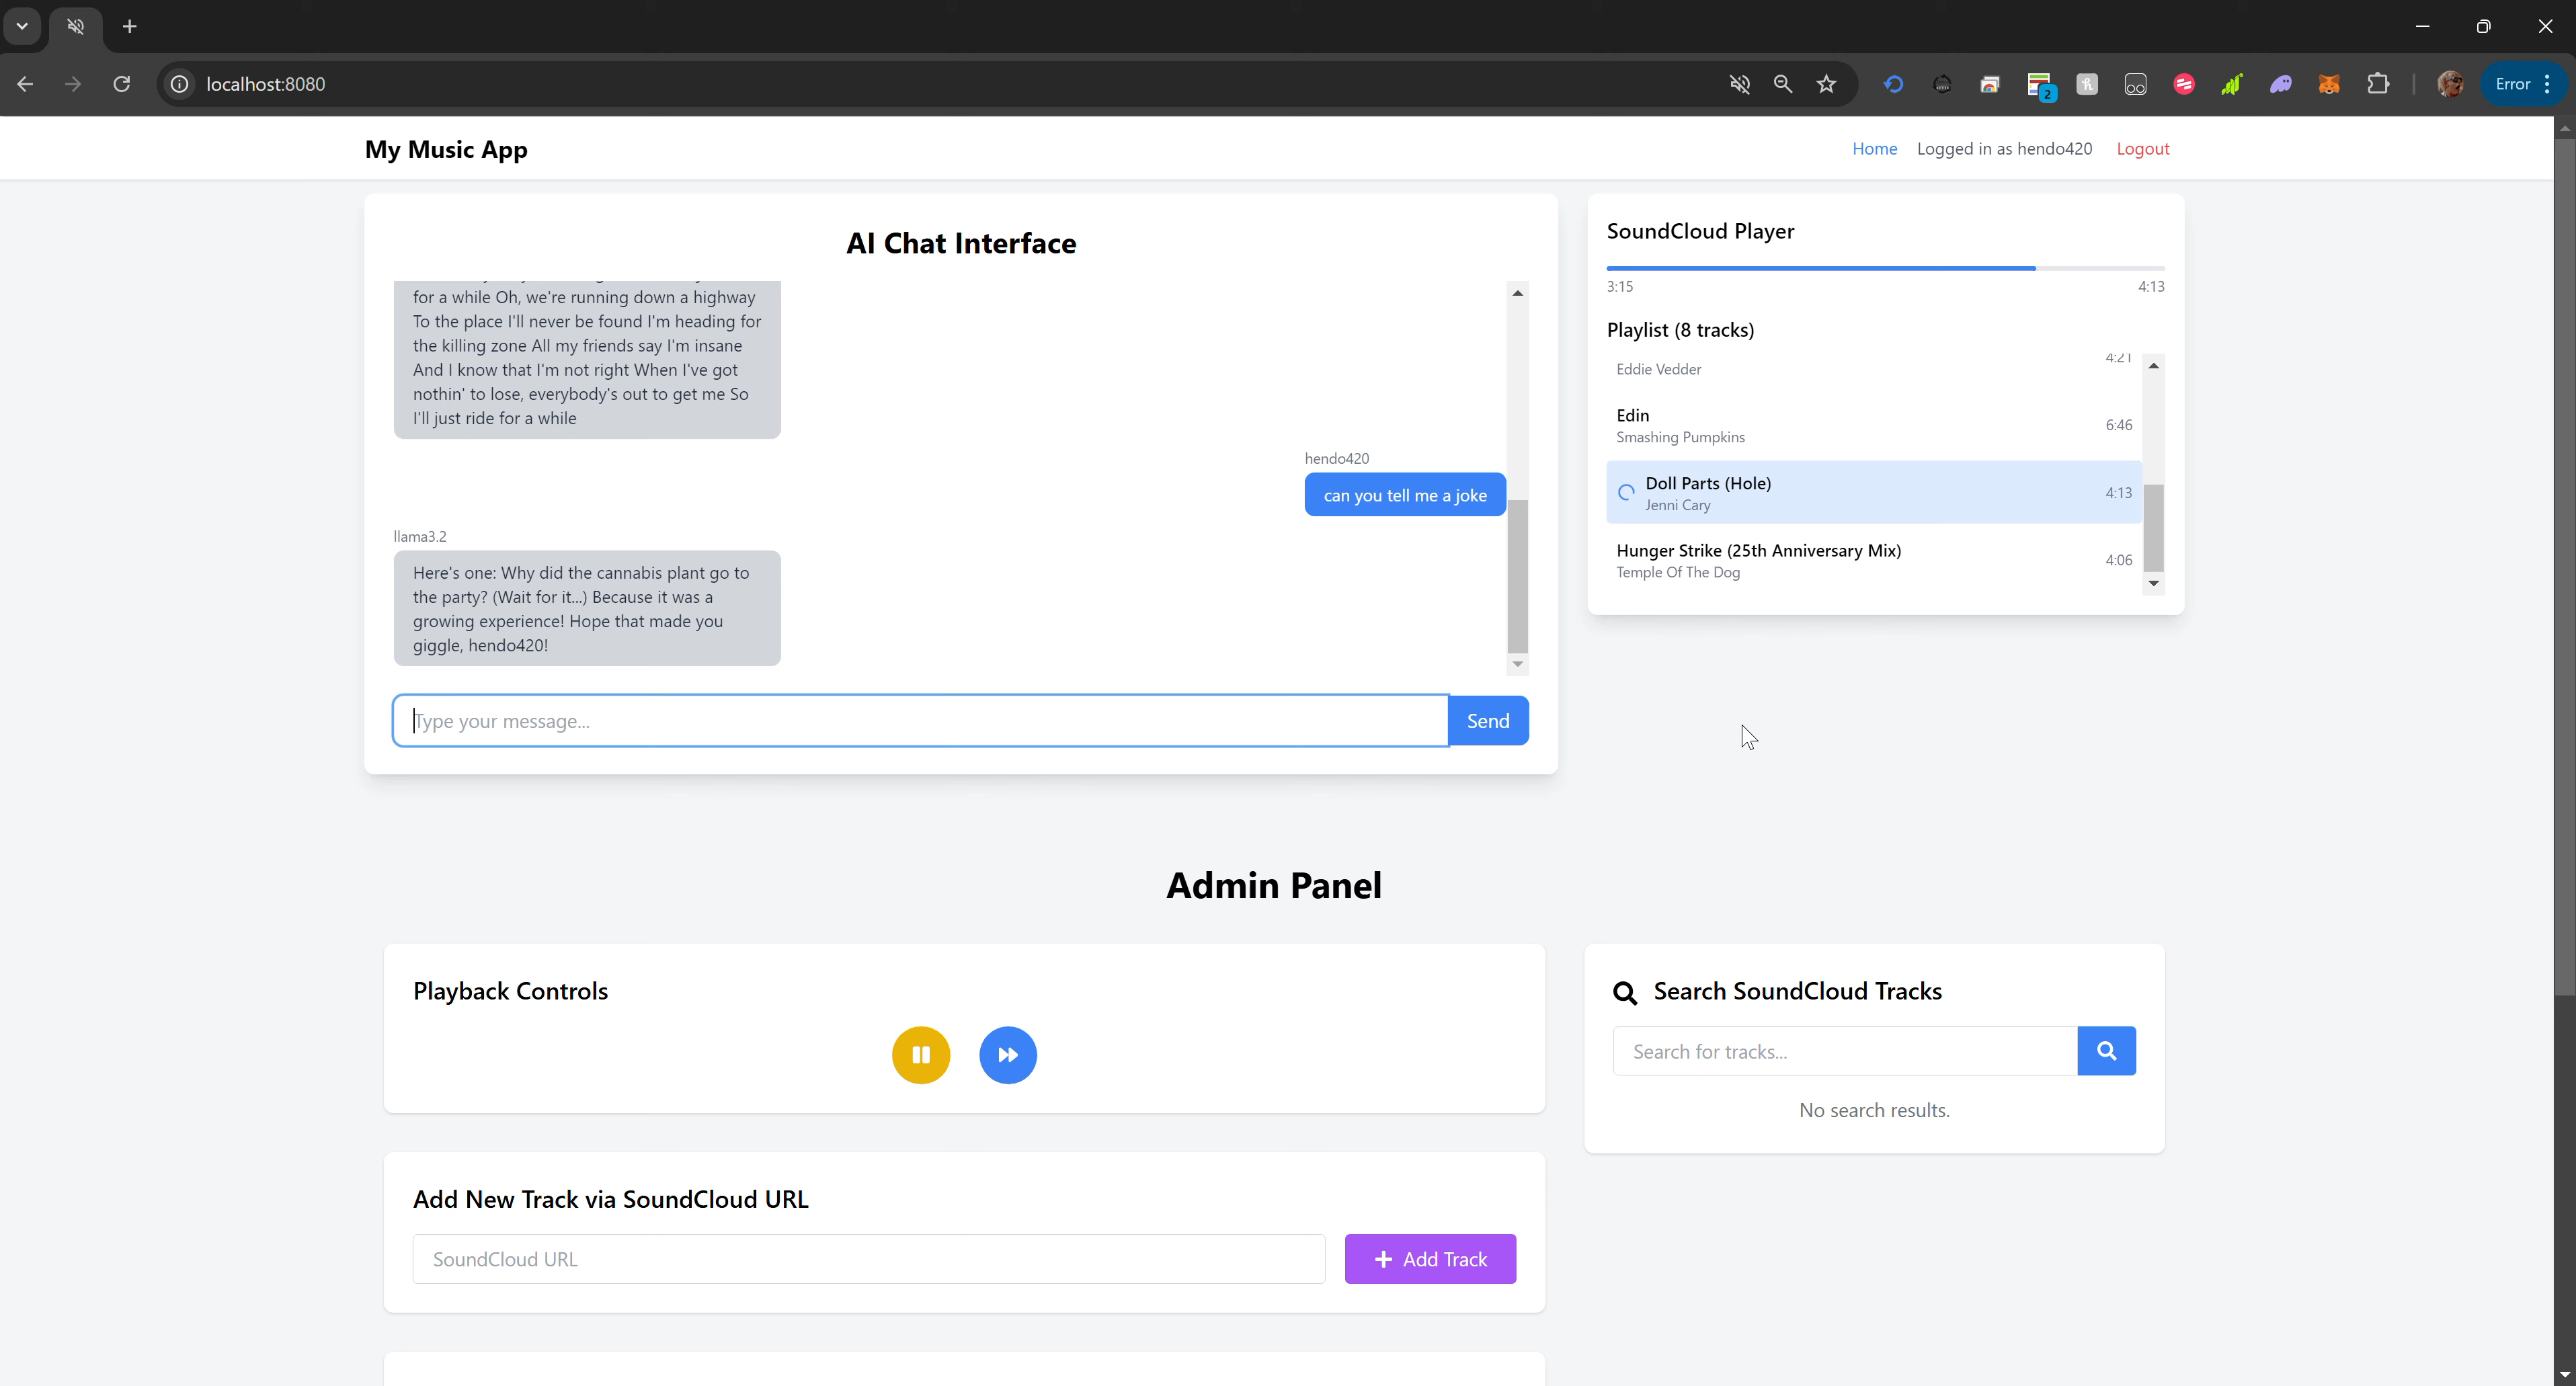 localhost:8080
2
Error
My Music App
Home Logged in as hendo420 Logout
AI Chat Interface
for a while Oh, we're running down a highway
To the place I'll never be found I'm heading for
the killing zone All my friends say I'm insane
And I know that I'm not right When I've got
nothin' to lose, everybody's out to get me So
I'll just ride for a while
hendo420
can you tell me a joke
llama3.2
Here's one: Why did the cannabis plant go to
the party? (Wait for it...) Because it was a
growing experience! Hope that made you
giggle, hendo420!
Type your message...
Send
SoundCloud Player
3:15 4:13
Playlist (8 tracks)
4:21
Eddie Vedder
Edin
Smashing Pumpkins
6:46
Doll Parts (Hole)
Jenni Cary
4:13
Hunger Strike (25th Anniversary Mix)
Temple Of The Dog
4:06
Admin Panel
Playback Controls
Search SoundCloud Tracks
Search for tracks...
No search results.
Add New Track via SoundCloud URL
SoundCloud URL
Add Track